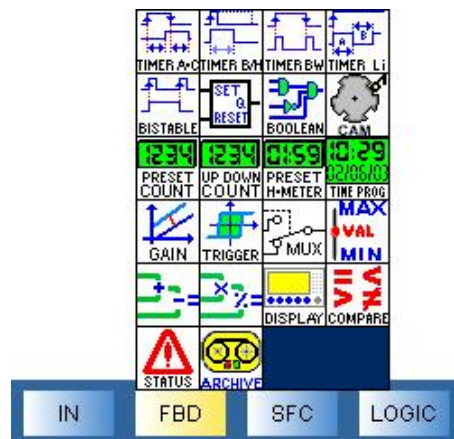 TIMER A•C TIMER B/H TIMER BW TIMER Li
A B
SET
Q
RESET
BISTABLE BOOLEAN CAM
1234 1234 01:59 10:29
02/06/03
PRESET UP DOWN PRESET
COUNT COUNT H•METER TIME PROG
MAX
VAL
GAIN TRIGGER MUX MIN
+ - = × ÷ =
DISPLAY COMPARE
STATUS ARCHIVE
IN FBD SFC LOGIC